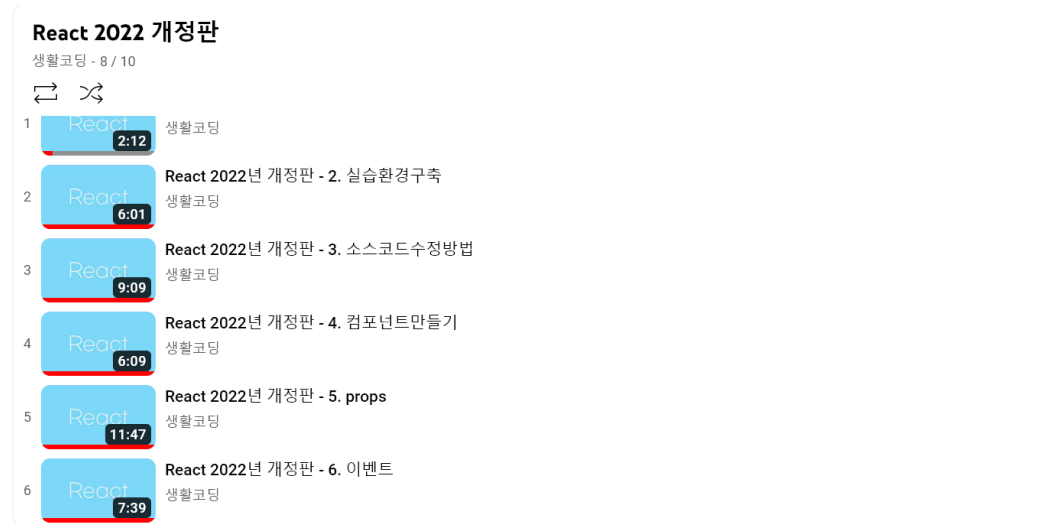 React 2022 개정판
생활코딩 - 8 / 10
1
React
2:12
생활코딩
2
React
6:01
React 2022년 개정판 - 2. 실습환경구축
생활코딩
3
React
9:09
React 2022년 개정판 - 3. 소스코드수정방법
생활코딩
4
React
6:09
React 2022년 개정판 - 4. 컴포넌트만들기
생활코딩
5
React
11:47
React 2022년 개정판 - 5. props
생활코딩
6
React
7:39
React 2022년 개정판 - 6. 이벤트
생활코딩